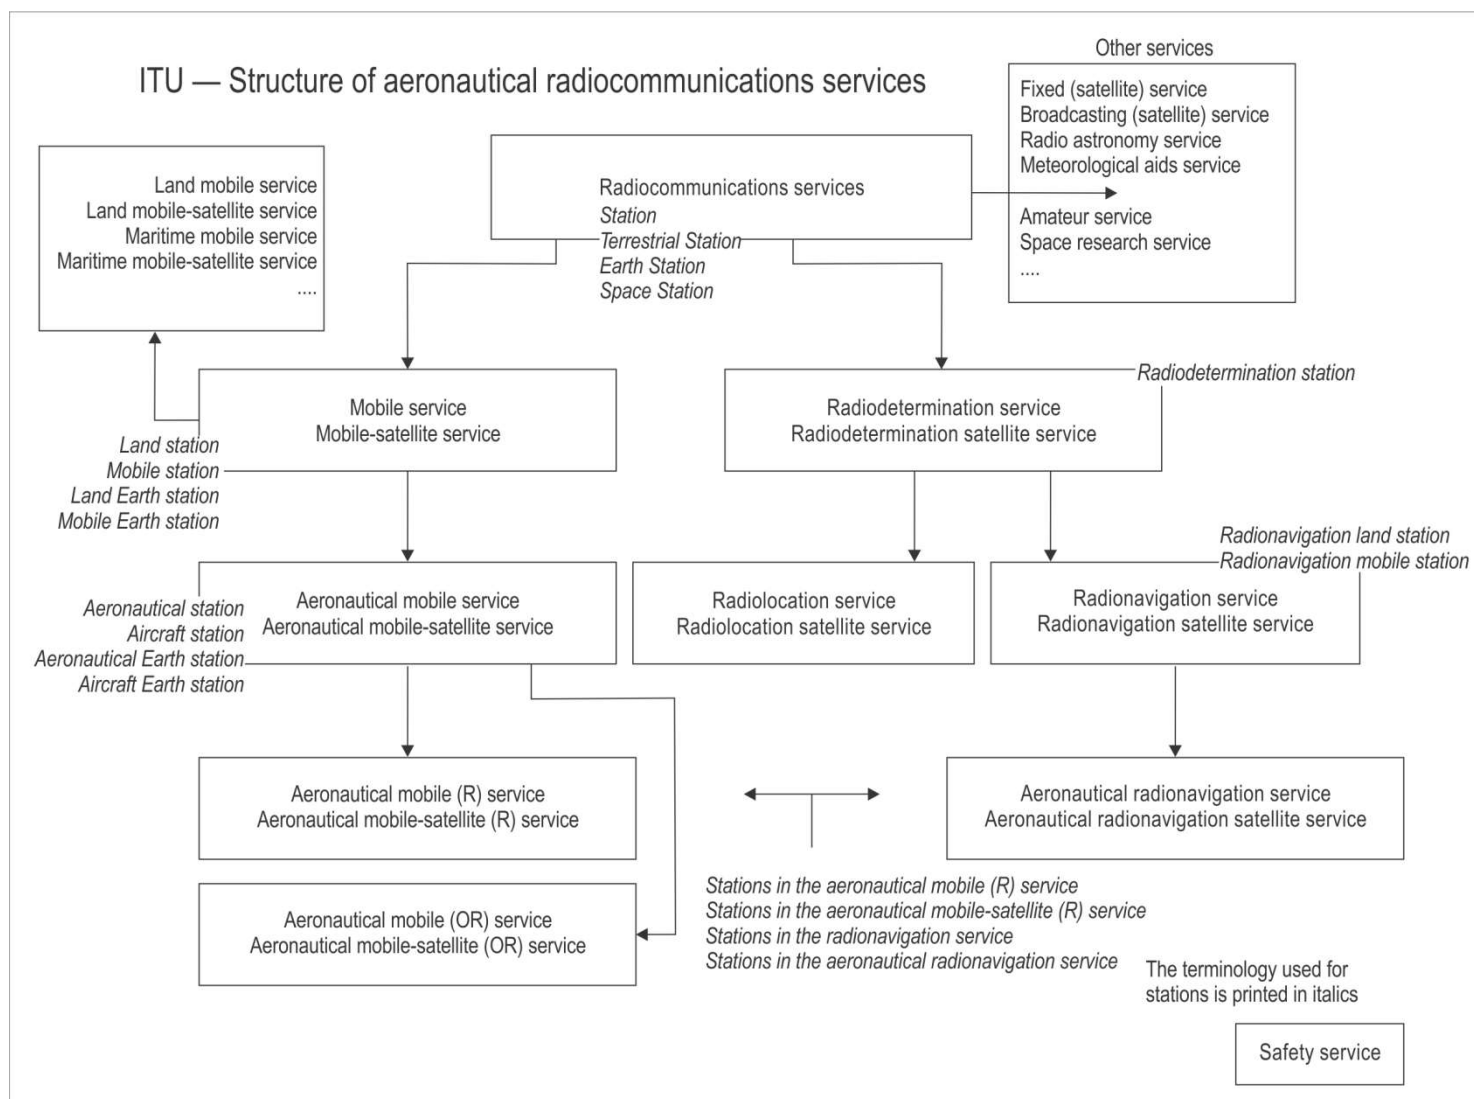 ITU — Structure of aeronautical radiocommunications services
Other services
Fixed (satellite) service
Broadcasting (satellite) service
Radio astronomy service
Meteorological aids service
Amateur service
Space research service
....
Land mobile service
Land mobile-satellite service
Maritime mobile service
Maritime mobile-satellite service
....
Radiocommunications services
Station
Terrestrial Station
Earth Station
Space Station
Mobile service
Mobile-satellite service
Land station
Mobile station
Land Earth station
Mobile Earth station
Radiodetermination station
Radiodetermination service
Radiodetermination satellite service
Radionavigation land station
Radionavigation mobile station
Aeronautical station
Aircraft station
Aeronautical Earth station
Aircraft Earth station
Aeronautical mobile service
Aeronautical mobile-satellite service
Radiolocation service
Radiolocation satellite service
Radionavigation service
Radionavigation satellite service
Aeronautical mobile (R) service
Aeronautical mobile-satellite (R) service
Aeronautical radionavigation service
Aeronautical radionavigation satellite service
Aeronautical mobile (OR) service
Aeronautical mobile-satellite (OR) service
Stations in the aeronautical mobile (R) service
Stations in the aeronautical mobile-satellite (R) service
Stations in the radionavigation service
Stations in the aeronautical radionavigation service
The terminology used for
stations is printed in italics
Safety service